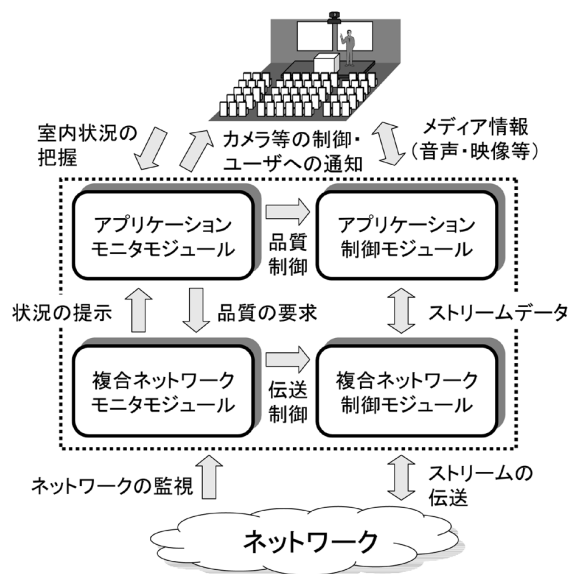 室内状況の
把握
カメラ等の制御・
ユーザへの通知
メディア情報
(音声・映像等)
アプリケーション
モニタモジュール
品質
制御
アプリケーション
制御モジュール
状況の提示
品質の要求
ストリームデータ
複合ネットワーク
モニタモジュール
伝送
制御
複合ネットワーク
制御モジュール
ネットワークの監視
ストリームの
伝送
ネットワーク